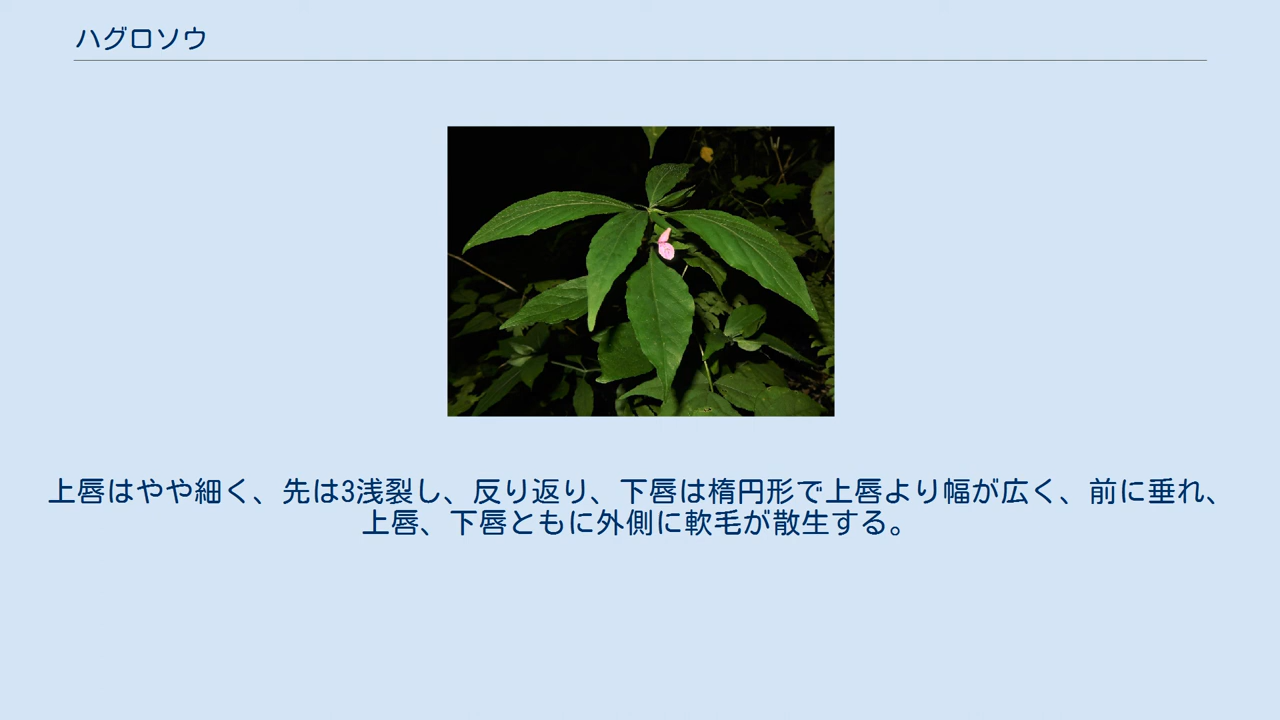 ハグロソウ
上唇はやや細く、先は3浅裂し、反り返り、下唇は楕円形で上唇より幅が広く、前に垂れ、
上唇、下唇ともに外側に軟毛が散生する。